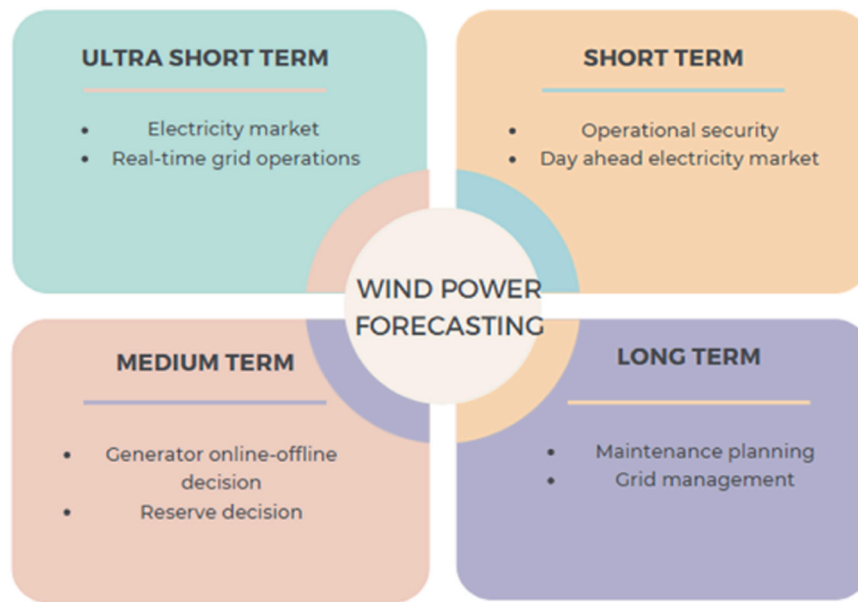 ULTRA SHORT TERM
• Electricity market
• Real-time grid operations
SHORT TERM
• Operational security
• Day ahead electricity market
WIND POWER
FORECASTING
MEDIUM TERM
• Generator online-offline
decision
• Reserve decision
LONG TERM
• Maintenance planning
• Grid management